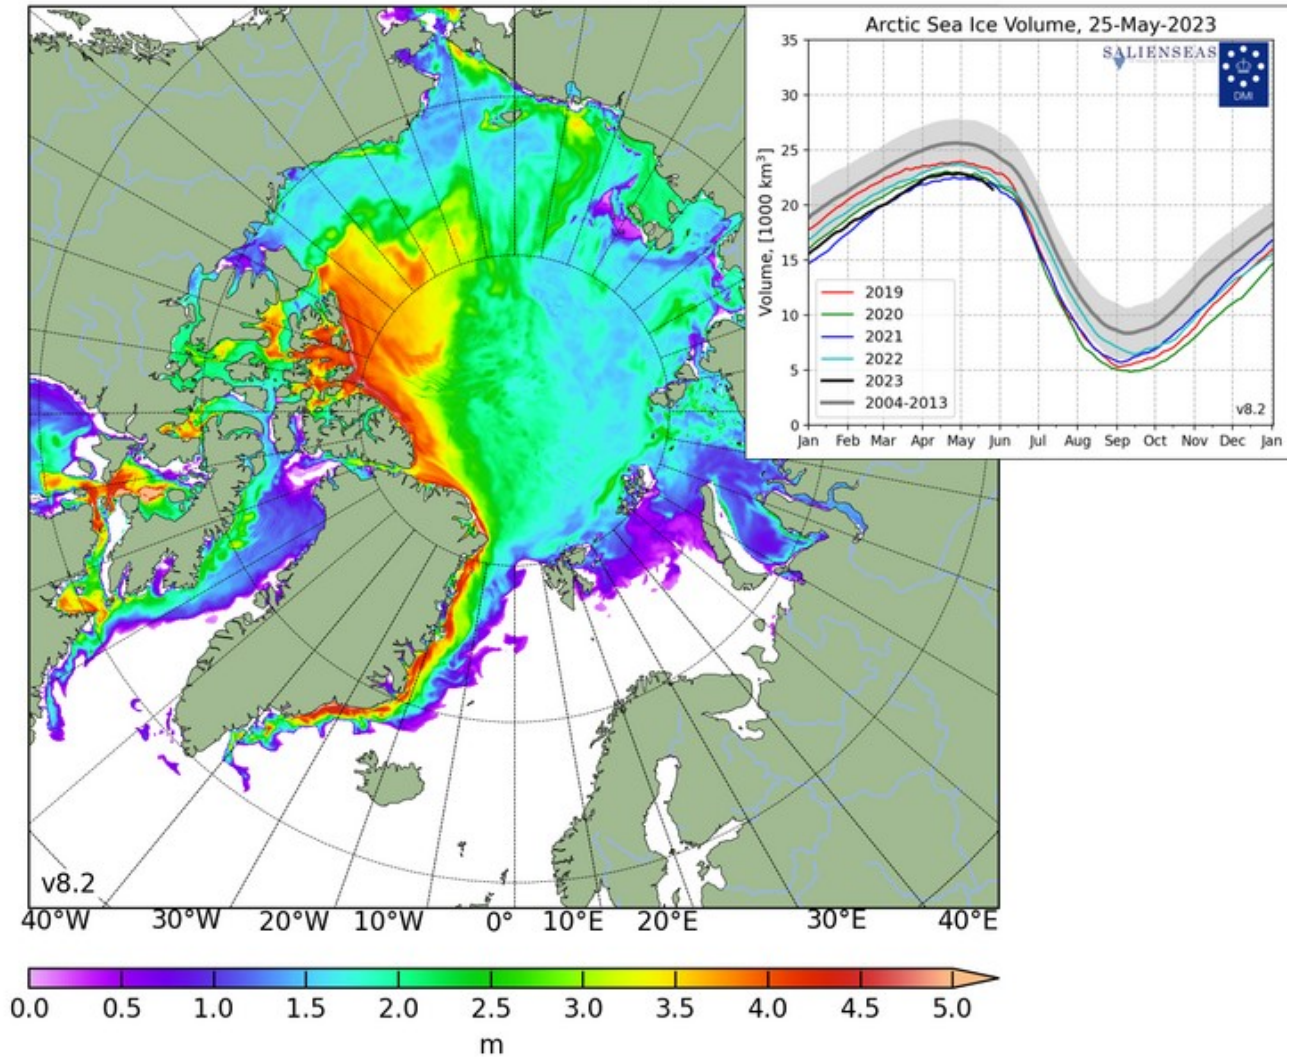 Arctic Sea Ice Volume, 25-May-2023
SALIENSEAS
DMI
Volume, [1000 km³]
35
30
25
20
15
10
5
0
2019
2020
2021
2022
2023
2004-2013
v8.2
Jan Feb Mar Apr May Jun Jul Aug Sep Oct Nov Dec Jan
v8.2
40°W 30°W 20°W 10°W 0° 10°E 20°E 30°E 40°E
0.0 0.5 1.0 1.5 2.0 2.5 3.0 3.5 4.0 4.5 5.0
m